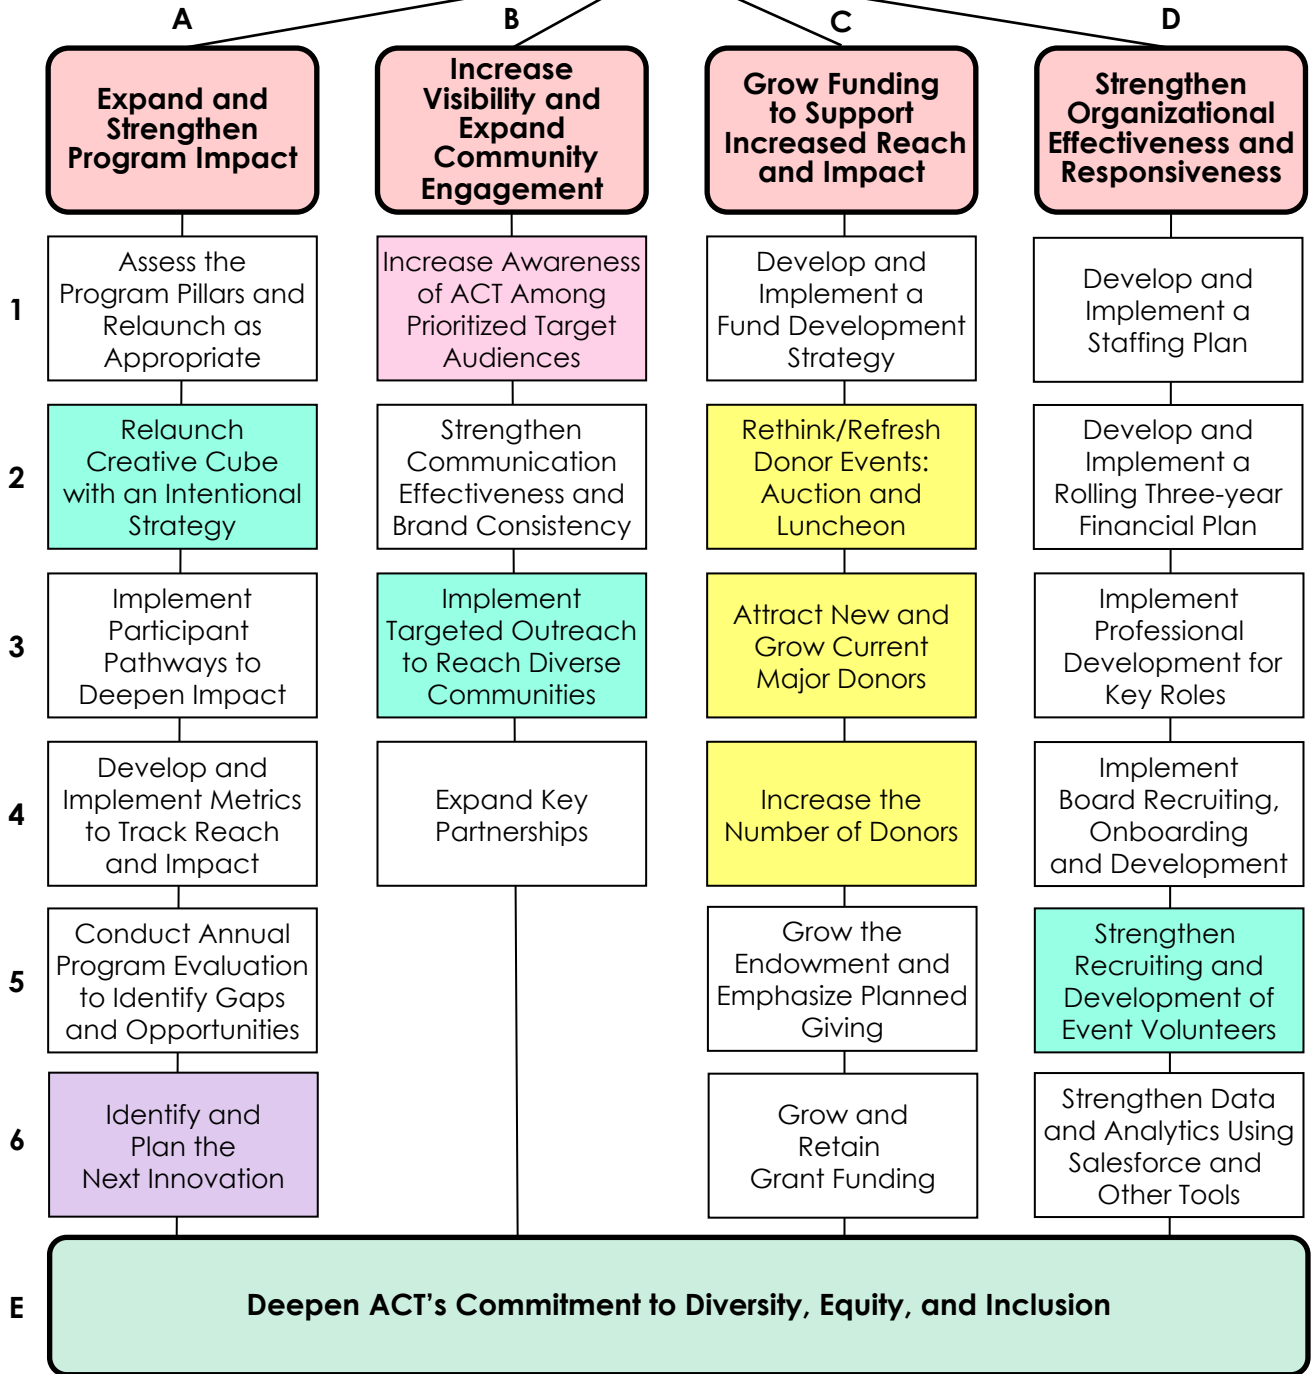 A
B
C
D
Expand and
Strengthen
Program Impact
Increase
Visibility and
Expand
Community
Engagement
Grow Funding
to Support
Increased Reach
and Impact
Strengthen
Organizational
Effectiveness and
Responsiveness
1
Assess the
Program Pillars and
Relaunch as
Appropriate
Increase Awareness
of ACT Among
Prioritized Target
Audiences
Develop and
Implement a
Fund Development
Strategy
Develop and
Implement a
Staffing Plan
2
Relaunch
Creative Cube
with an Intentional
Strategy
Strengthen
Communication
Effectiveness and
Brand Consistency
Rethink/Refresh
Donor Events:
Auction and
Luncheon
Develop and
Implement a
Rolling Three-year
Financial Plan
3
Implement
Participant
Pathways to
Deepen Impact
Implement
Targeted Outreach
to Reach Diverse
Communities
Attract New and
Grow Current
Major Donors
Implement
Professional
Development for
Key Roles
4
Develop and
Implement Metrics
to Track Reach
and Impact
Expand Key
Partnerships
Increase the
Number of Donors
Implement
Board Recruiting,
Onboarding
and Development
5
Conduct Annual
Program Evaluation
to Identify Gaps
and Opportunities
Grow the
Endowment and
Emphasize Planned
Giving
Strengthen
Recruiting and
Development of
Event Volunteers
6
Identify and
Plan the
Next Innovation
Grow and
Retain
Grant Funding
Strengthen Data
and Analytics Using
Salesforce and
Other Tools
E
Deepen ACT’s Commitment to Diversity, Equity, and Inclusion